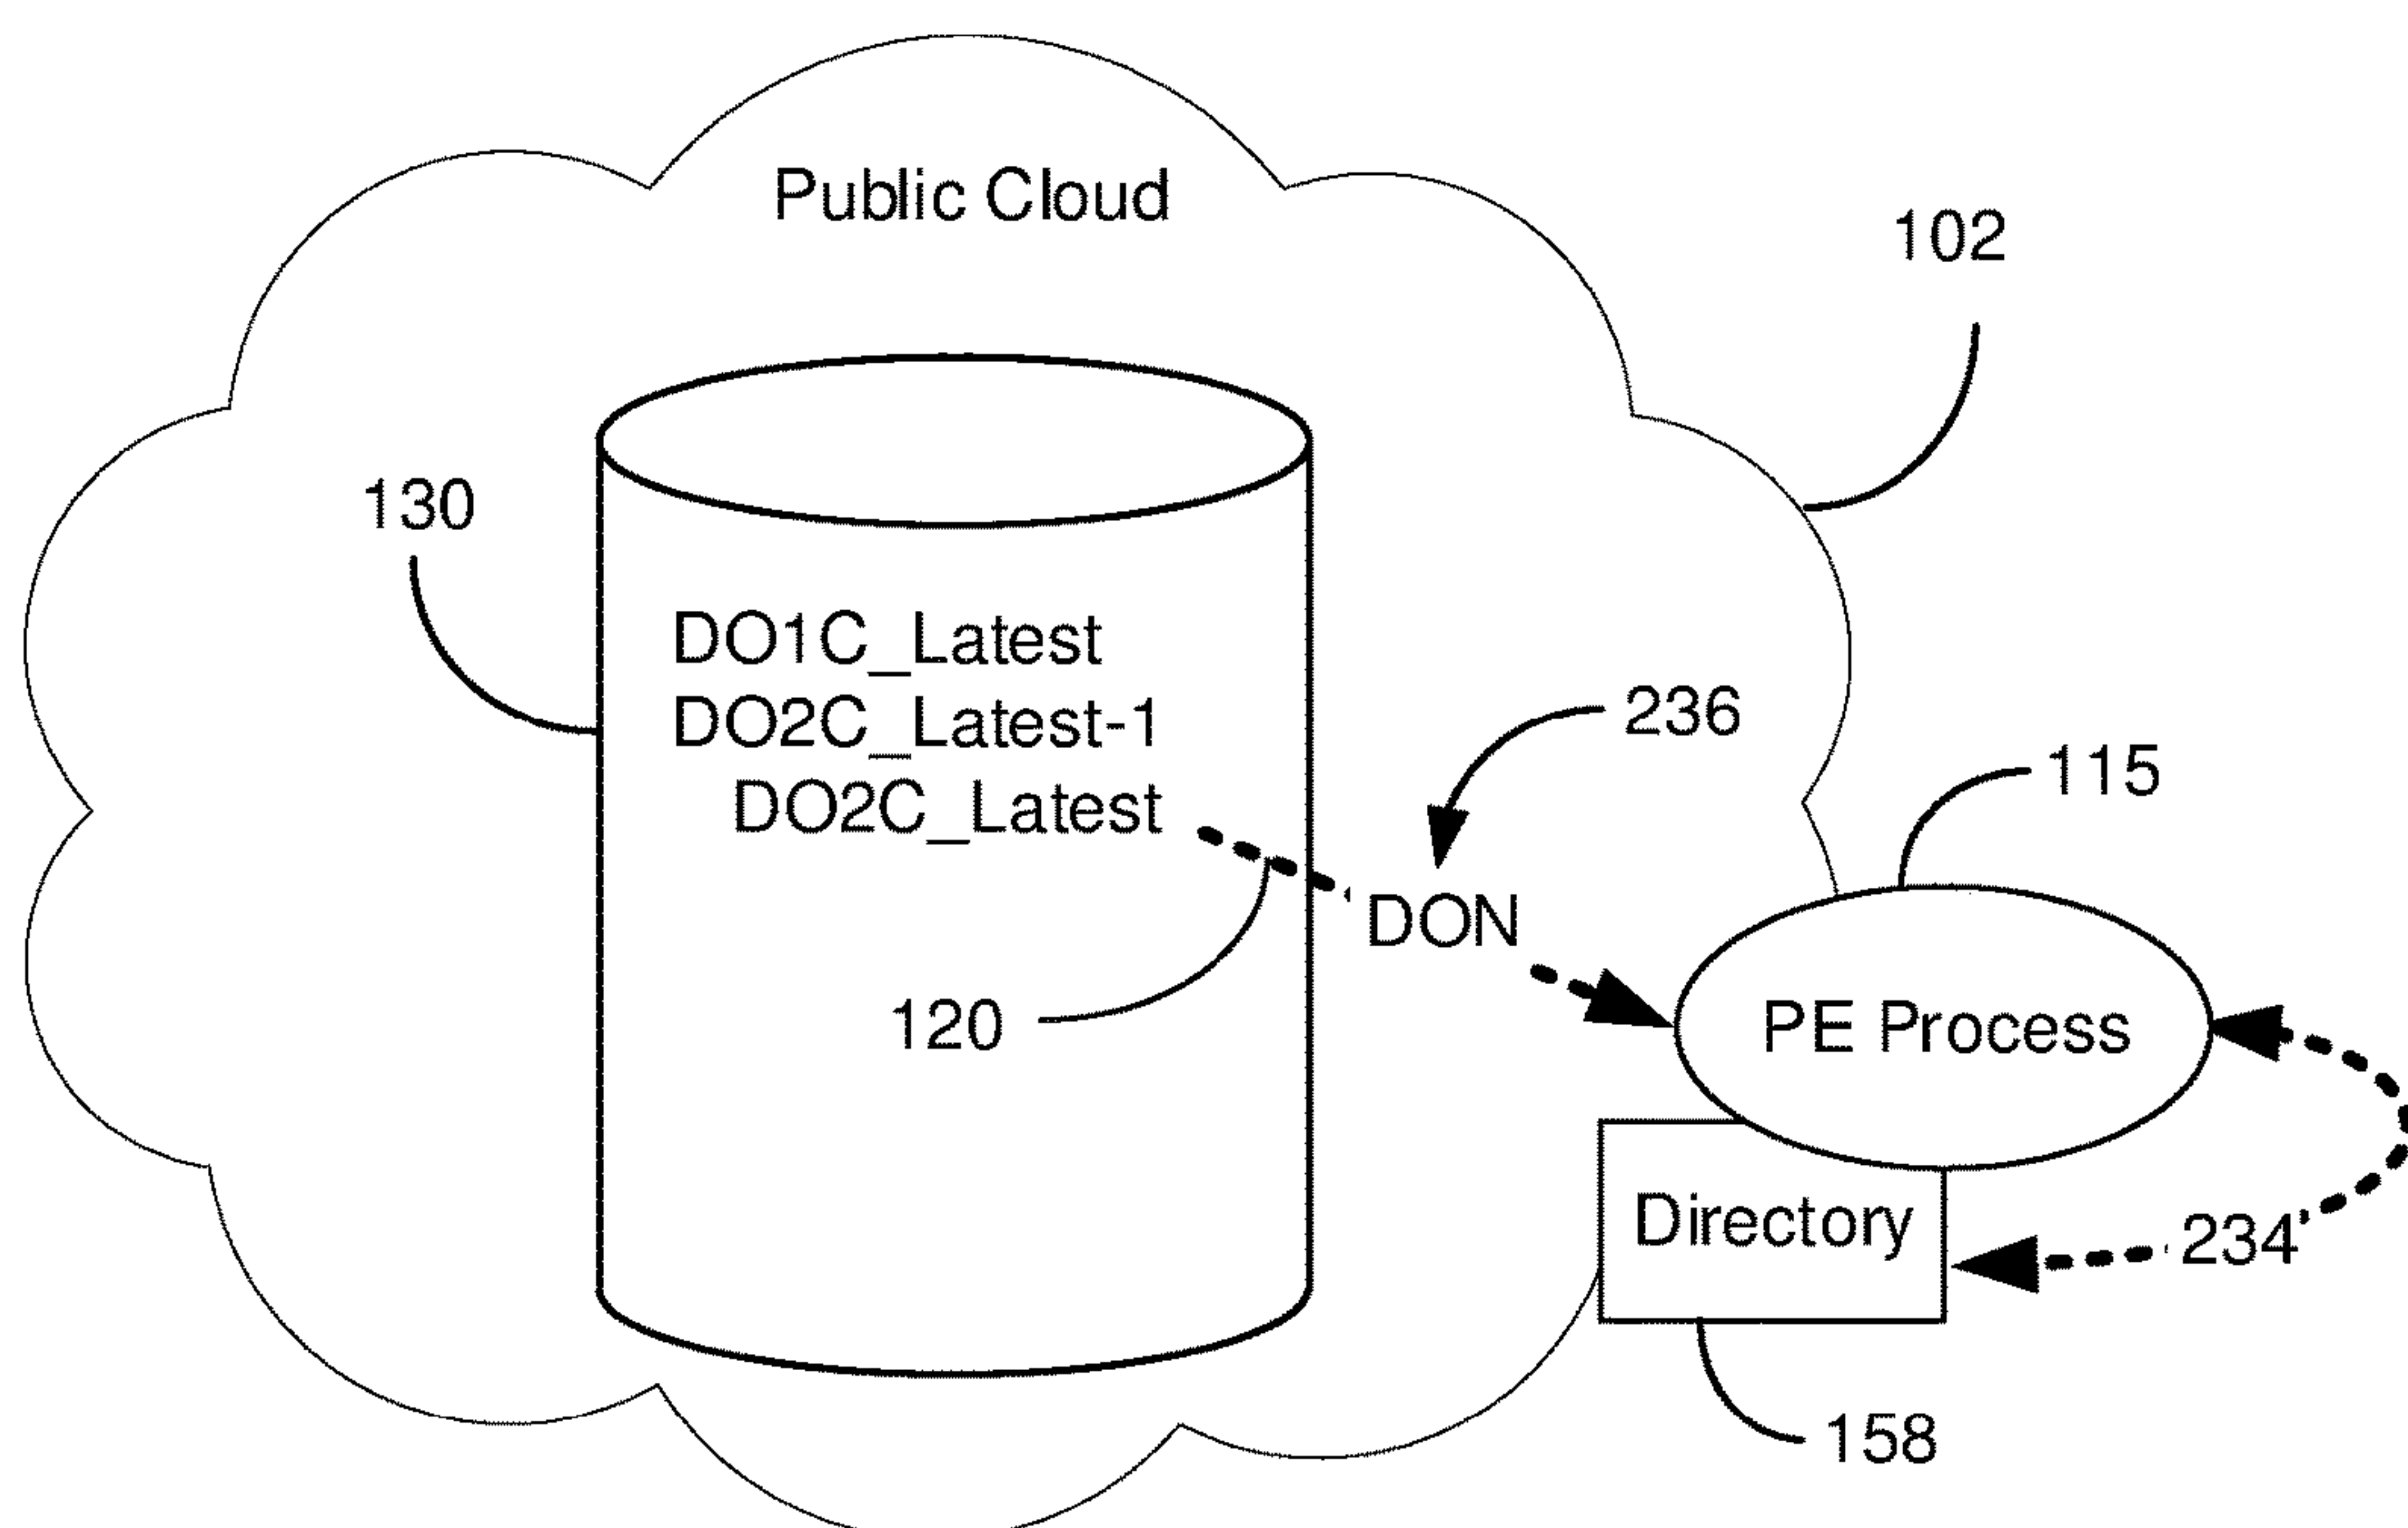 Public Cloud
102
130
DO1C_Latest
DO2C_Latest-1
DO2C_Latest
236
115
DON
120
PE Process
Directory
234
158